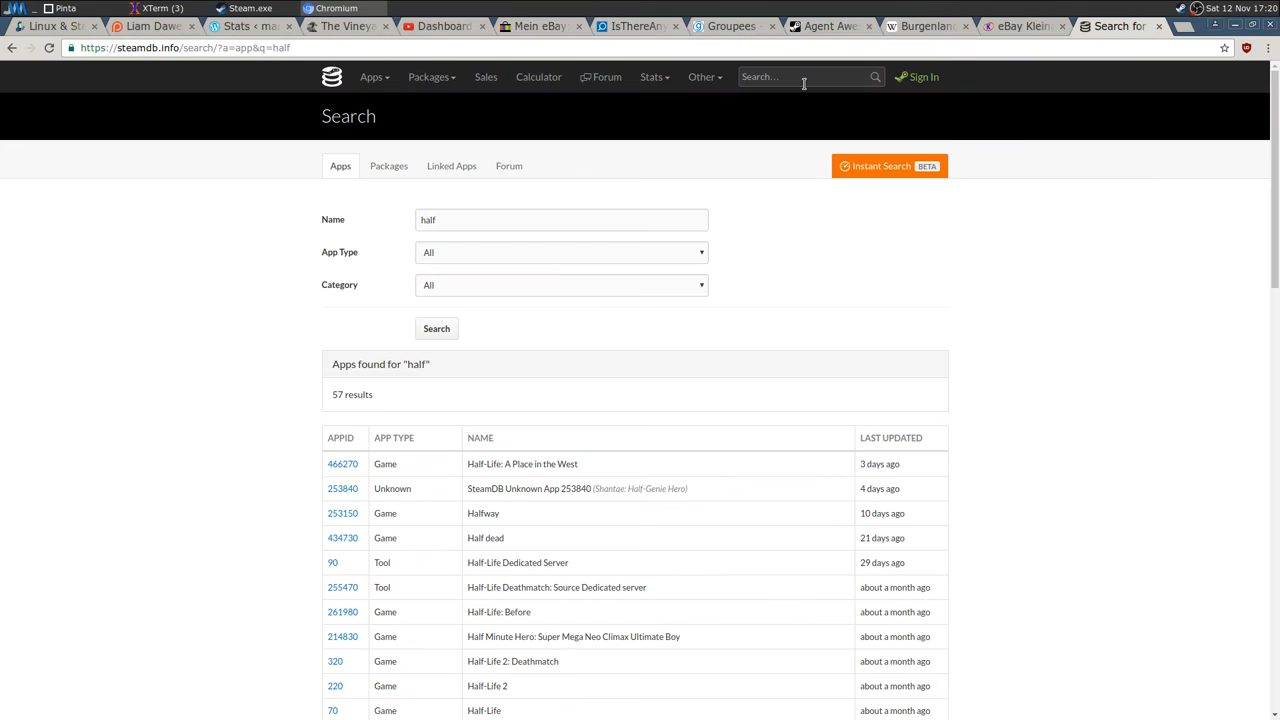 Pinta
XTerm (3)
Steam.exe
Chromium
Sat 12 Nov, 17:20
Linux & Stea
Liam Dawe
Stats ‹ mas
The Vineya
Dashboard
Mein eBay
IsThereAny
Groupees
Agent Awe
Burgenland
eBay Kleina
Search for
https://steamdb.info/search/?a=app&q=half
Apps
Packages
Sales
Calculator
Forum
Stats
Other
Search...
Sign In
Search
Apps
Packages
Linked Apps
Forum
Instant Search BETA
Name
half
App Type
All
Category
All
Search
Apps found for "half"
57 results
APPID APP TYPE NAME LAST UPDATED
466270 Game Half-Life: A Place in the West 3 days ago
253840 Unknown SteamDB Unknown App 253840 (Shantae: Half-Genie Hero) 4 days ago
253150 Game Halfway 10 days ago
434730 Game Half dead 21 days ago
90 Tool Half-Life Dedicated Server 29 days ago
255470 Tool Half-Life Deathmatch: Source Dedicated server about a month ago
261980 Game Half-Life: Before about a month ago
214830 Game Half Minute Hero: Super Mega Neo Climax Ultimate Boy about a month ago
320 Game Half-Life 2: Deathmatch about a month ago
220 Game Half-Life 2 about a month ago
70 Game Half-Life about a month ago